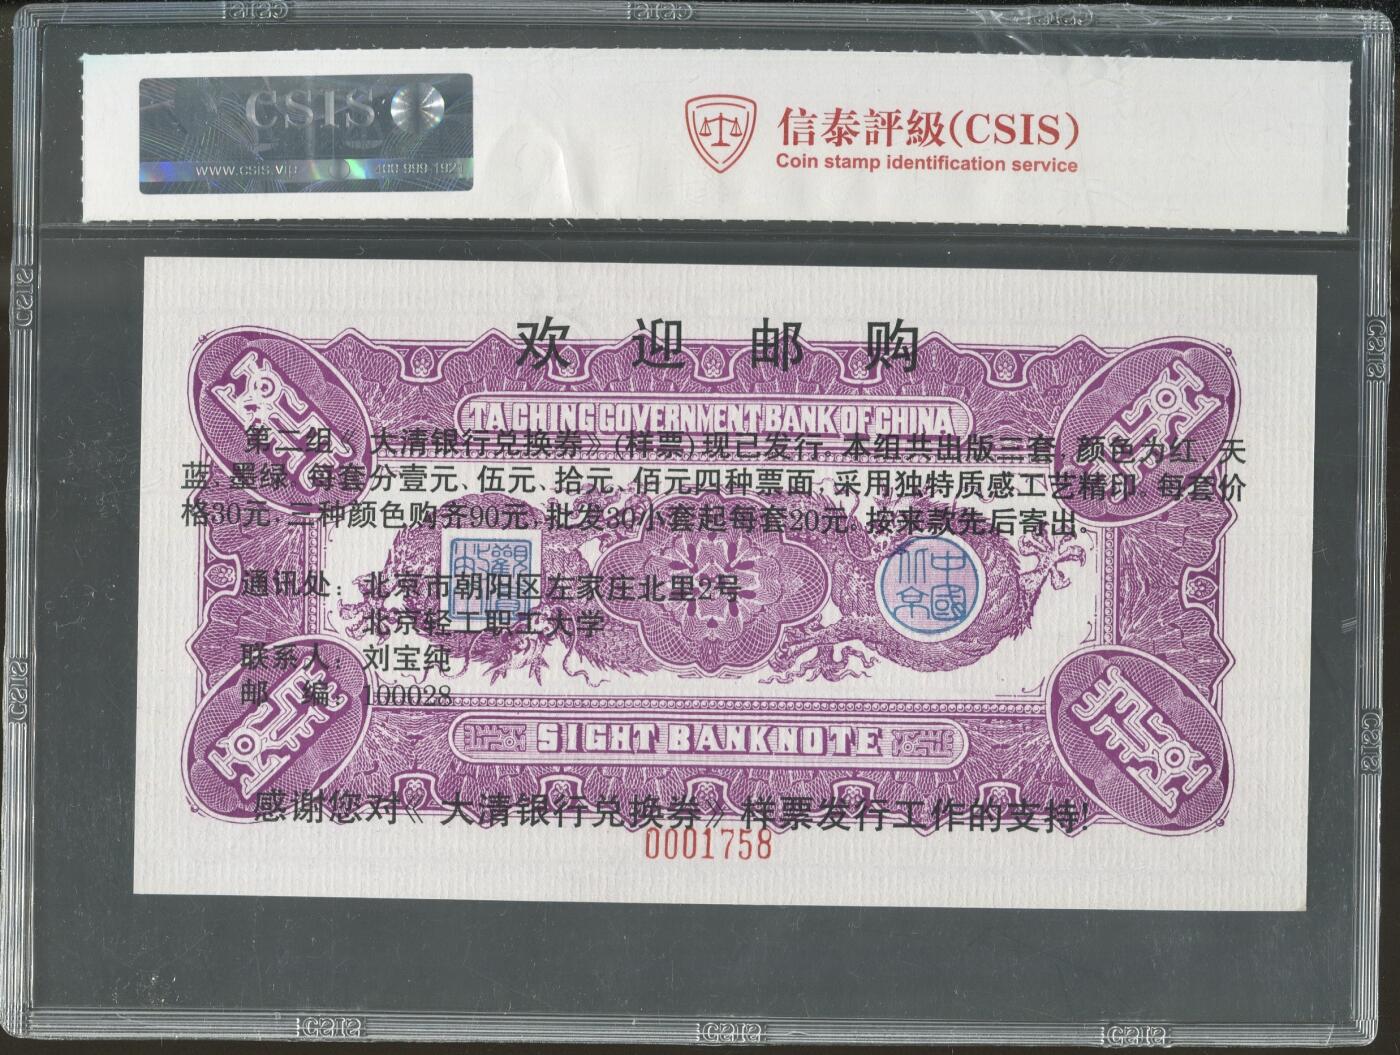 CSIS
www.csis.vip 400 999 1921
信泰評級(CSIS)
Coin stamp identification service
欢 迎 邮 购
TA CHING GOVERNMENT BANK OF CHINA
第二组《大清银行兑换券》(样票)现已发行。本组共出版三套，颜色为红、天
蓝、墨绿，每套分壹元、伍元、拾元、佰元四种票面，采用独特质感工艺精印，每套价
格30元，三种颜色购齐90元，批发30小套起每套20元，按来款先后寄出。
通讯处：北京市朝阳区左家庄北里2号
北京轻工职工大学
联系人：刘宝纯
邮 编：100028
SIGHT BANK NOTE
感谢您对《大清银行兑换券》样票发行工作的支持!
0001758